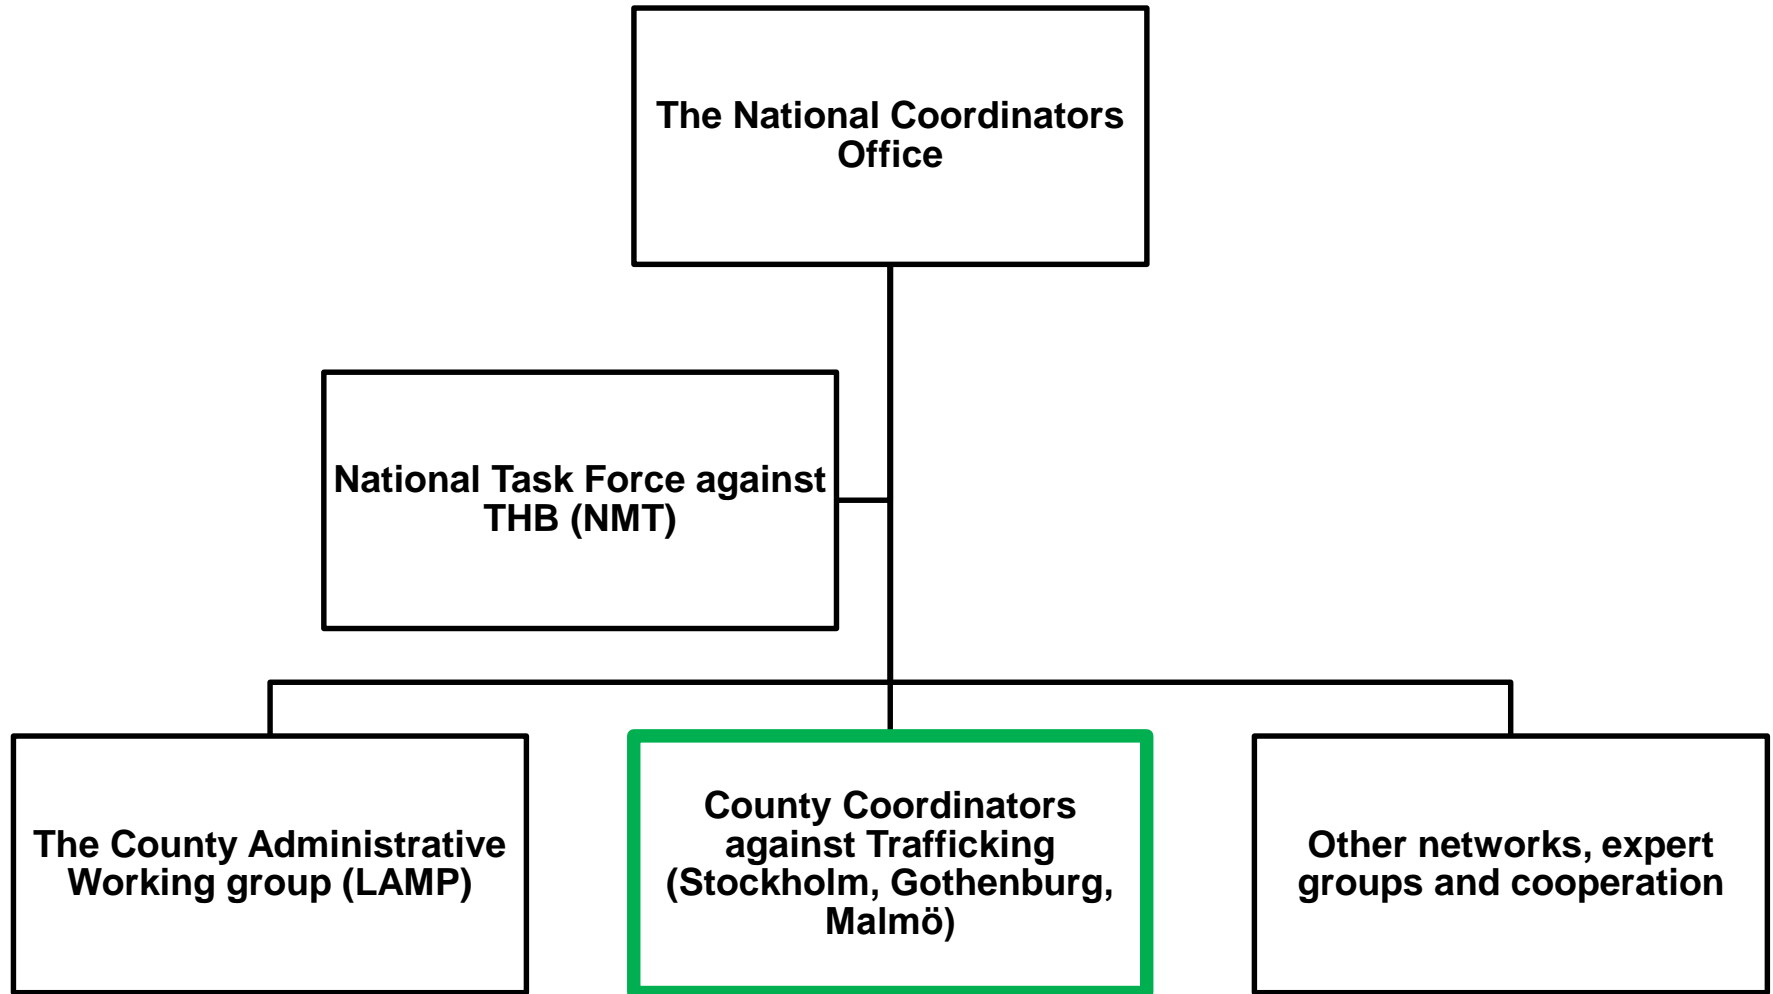 The National Coordinators
Office
National Task Force against
THB (NMT)
The County Administrative
Working group (LAMP)
County Coordinators
against Trafficking
(Stockholm, Gothenburg,
Malmö)
Other networks, expert
groups and cooperation